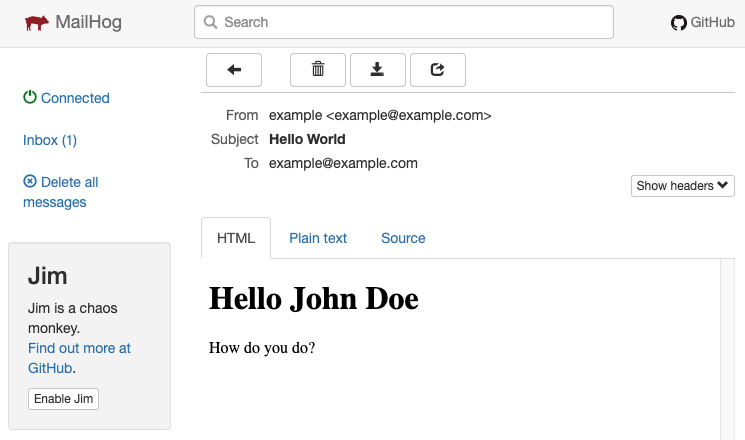 MailHog
Search
GitHub
Connected
Inbox (1)
Delete all
messages
Jim
Jim is a chaos
monkey.
Find out more at
GitHub.
Enable Jim
From example <example@example.com>
Subject Hello World
To example@example.com
Show headers
HTML Plain text Source
Hello John Doe
How do you do?